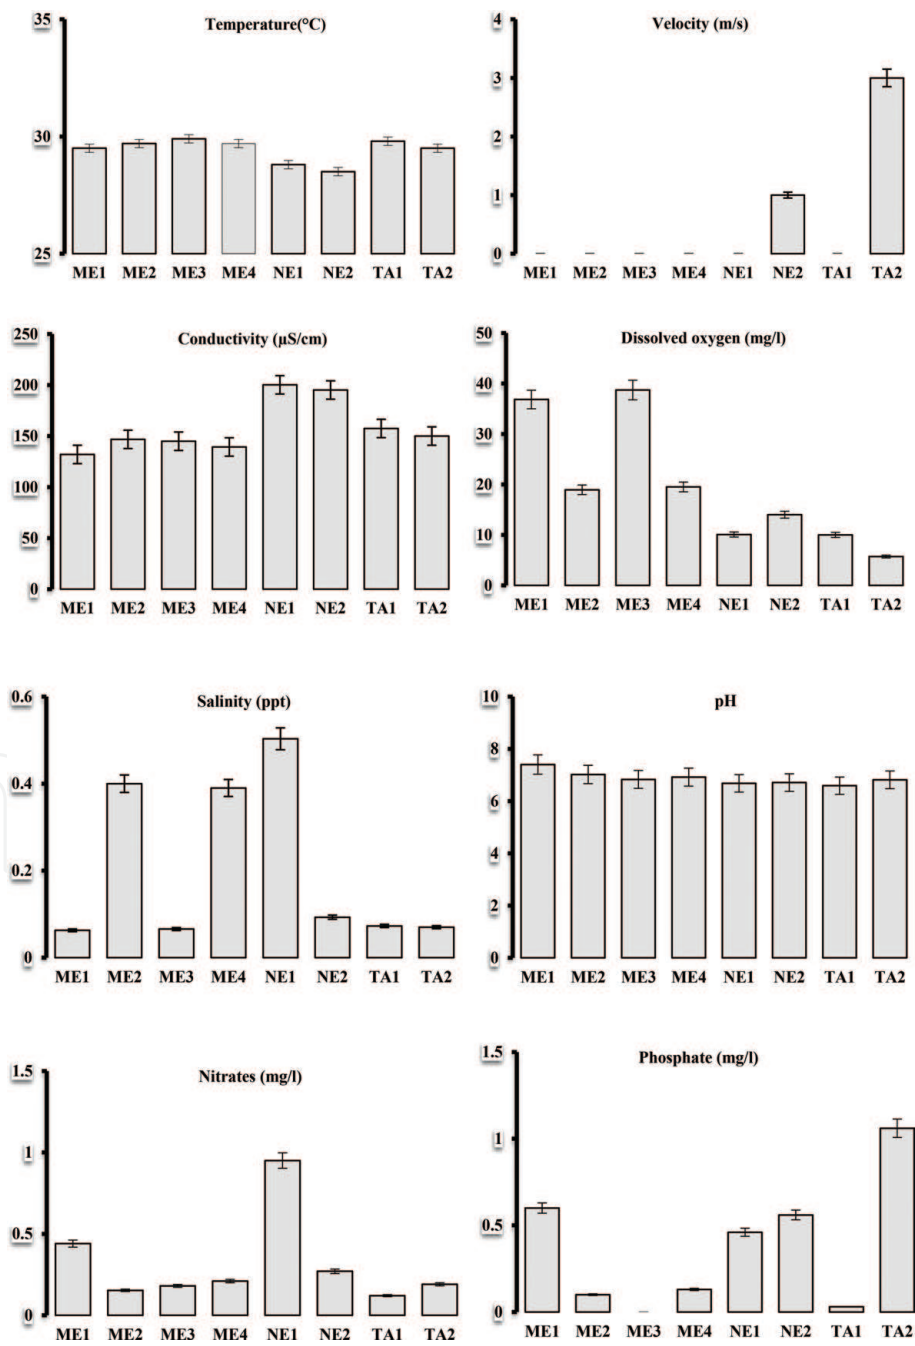 Temperature(°C)
35
30
25
ME1 ME2 ME3 ME4 NE1 NE2 TA1 TA2
Velocity (m/s)
4
3
2
1
0
ME1 ME2 ME3 ME4 NE1 NE2 TA1 TA2
Conductivity (µS/cm)
250
200
150
100
50
0
ME1 ME2 ME3 ME4 NE1 NE2 TA1 TA2
Dissolved oxygen (mg/l)
50
40
30
20
10
0
ME1 ME2 ME3 ME4 NE1 NE2 TA1 TA2
Salinity (ppt)
0.6
0.4
0.2
0
ME1 ME2 ME3 ME4 NE1 NE2 TA1 TA2
pH
10
8
6
4
2
0
ME1 ME2 ME3 ME4 NE1 NE2 TA1 TA2
Nitrates (mg/l)
1.5
1
0.5
0
ME1 ME2 ME3 ME4 NE1 NE2 TA1 TA2
Phosphate (mg/l)
1.5
1
0.5
0
ME1 ME2 ME3 ME4 NE1 NE2 TA1 TA2